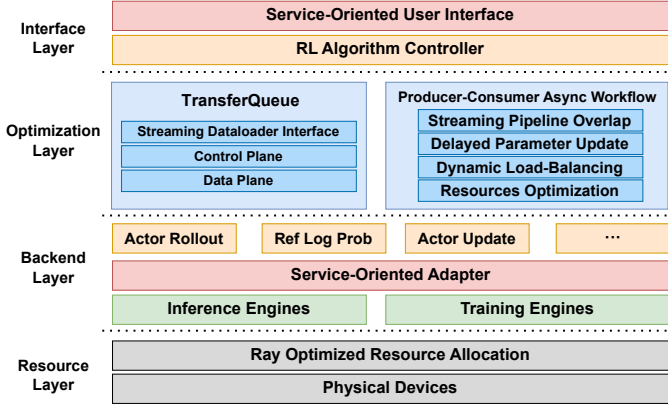 Interface
Layer
Service-Oriented User Interface
RL Algorithm Controller
Optimization
Layer
TransferQueue
Streaming Dataloader Interface
Control Plane
Data Plane
Producer-Consumer Async Workflow
Streaming Pipeline Overlap
Delayed Parameter Update
Dynamic Load-Balancing
Resources Optimization
Backend
Layer
Actor Rollout
Ref Log Prob
Actor Update
...
Service-Oriented Adapter
Inference Engines
Training Engines
Resource
Layer
Ray Optimized Resource Allocation
Physical Devices